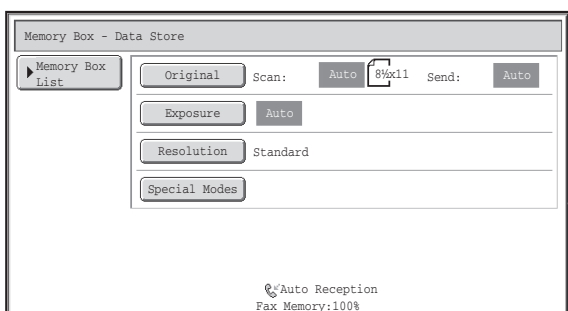 Memory Box - Data Store
Memory Box
List
Original Scan: Auto 8½x11 Send: Auto
Exposure Auto
Resolution Standard
Special Modes
Auto Reception
Fax Memory:100%